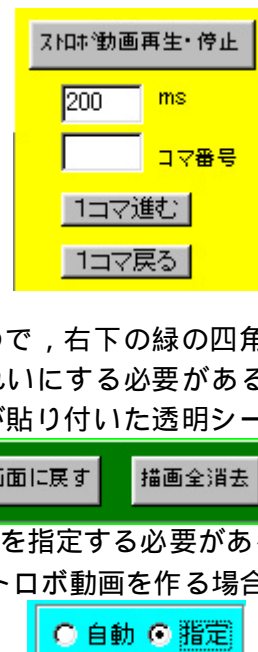 ストロボ動画再生・停止
200 ms
コマ番号
1コマ進む
1コマ戻る
ので，右下の緑の四角
れいにする必要がある
が貼り付いた透明シー
画面に戻す 描画全消去
を指定する必要があ
トロボ動画を作る場合
自動 指定